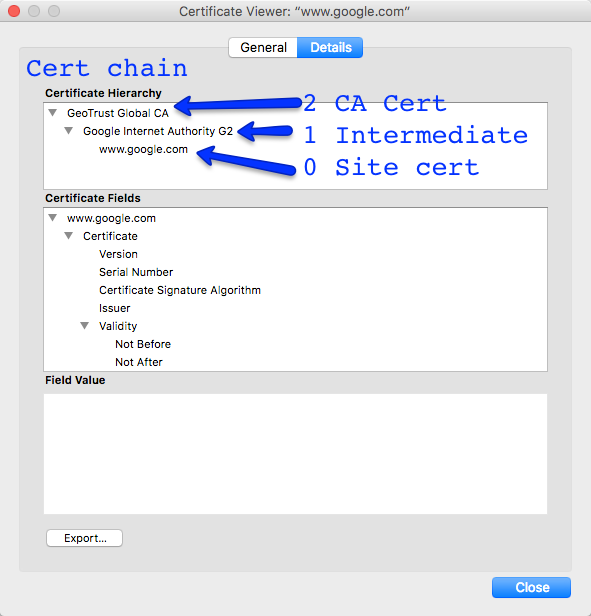 Certificate Viewer: “www.google.com”
General Details
Cert chain
Certificate Hierarchy
GeoTrust Global CA
2 CA Cert
Google Internet Authority G2
1 Intermediate
www.google.com
0 Site cert
Certificate Fields
www.google.com
Certificate
Version
Serial Number
Certificate Signature Algorithm
Issuer
Validity
Not Before
Not After
Field Value
Export...
Close